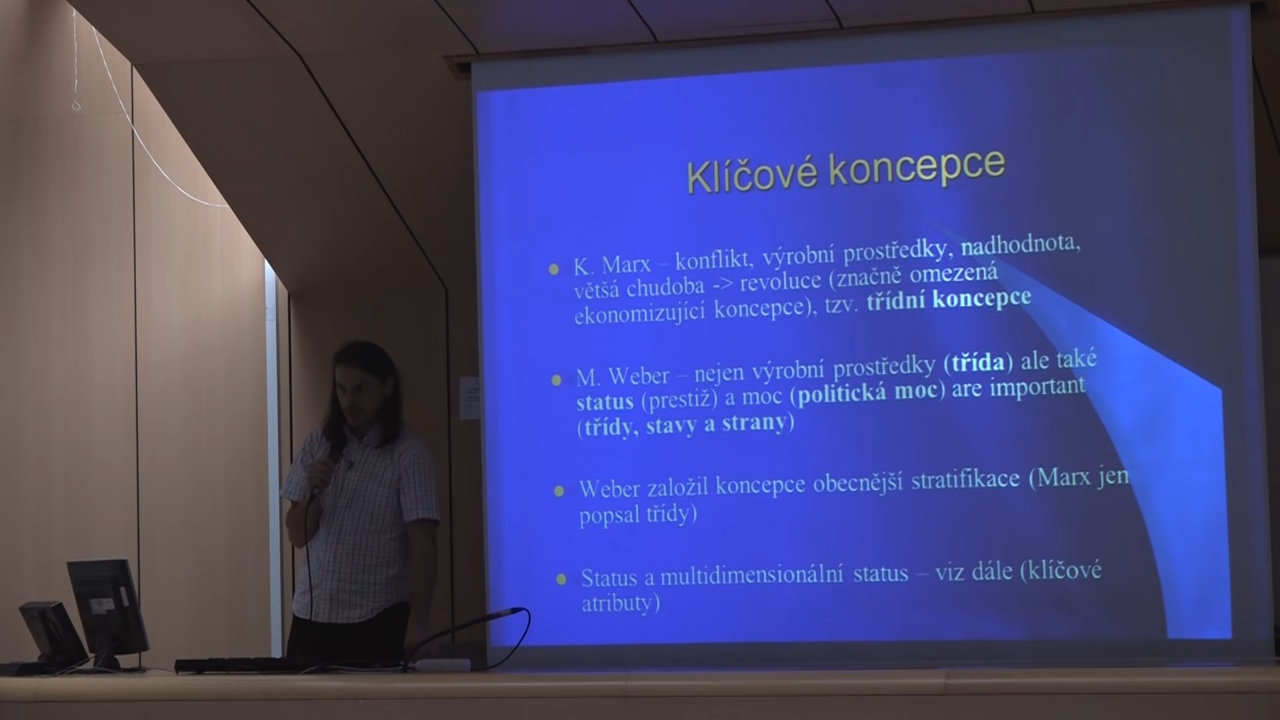 Klíčové koncepce
K. Marx – konflikt, výrobní prostředky, nadhodnota,
většá chudoba -> revoluce (značně omezená
ekonomizující koncepce), tzv. třídní koncepce
M. Weber – nejen výrobní prostředky (třída) ale také
status (prestiž) a moc (politická moc) are important
(třídy, stavy a strany)
Weber založil koncepce obecnější stratifikace (Marx jen
popsal třídy)
Status a multidimensionální status – viz dále (klíčové
atributy)